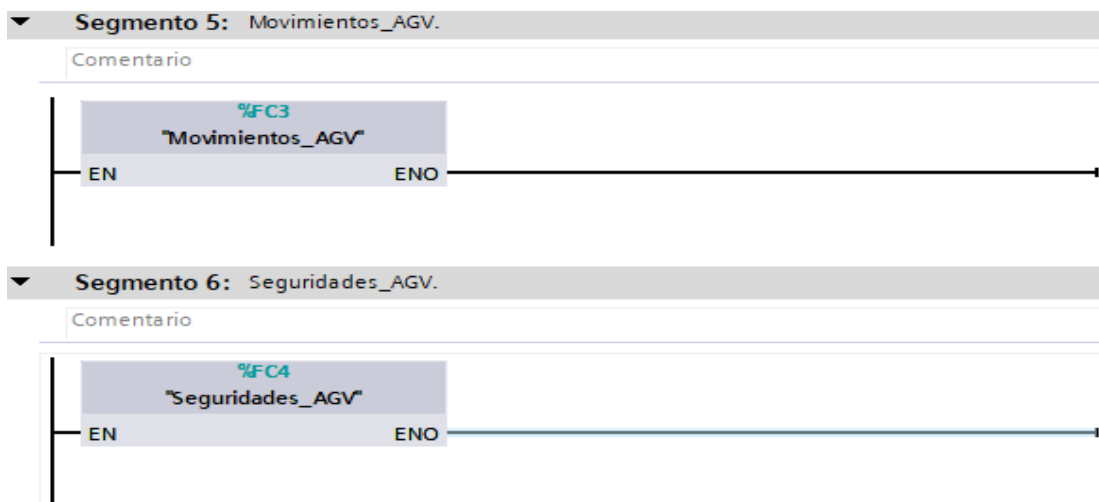 Segmento 5: Movimientos_AGV.
Comentario
%FC3
"Movimientos_AGV"
EN ENO
Segmento 6: Seguridades_AGV.
Comentario
%FC4
"Seguridades_AGV"
EN ENO